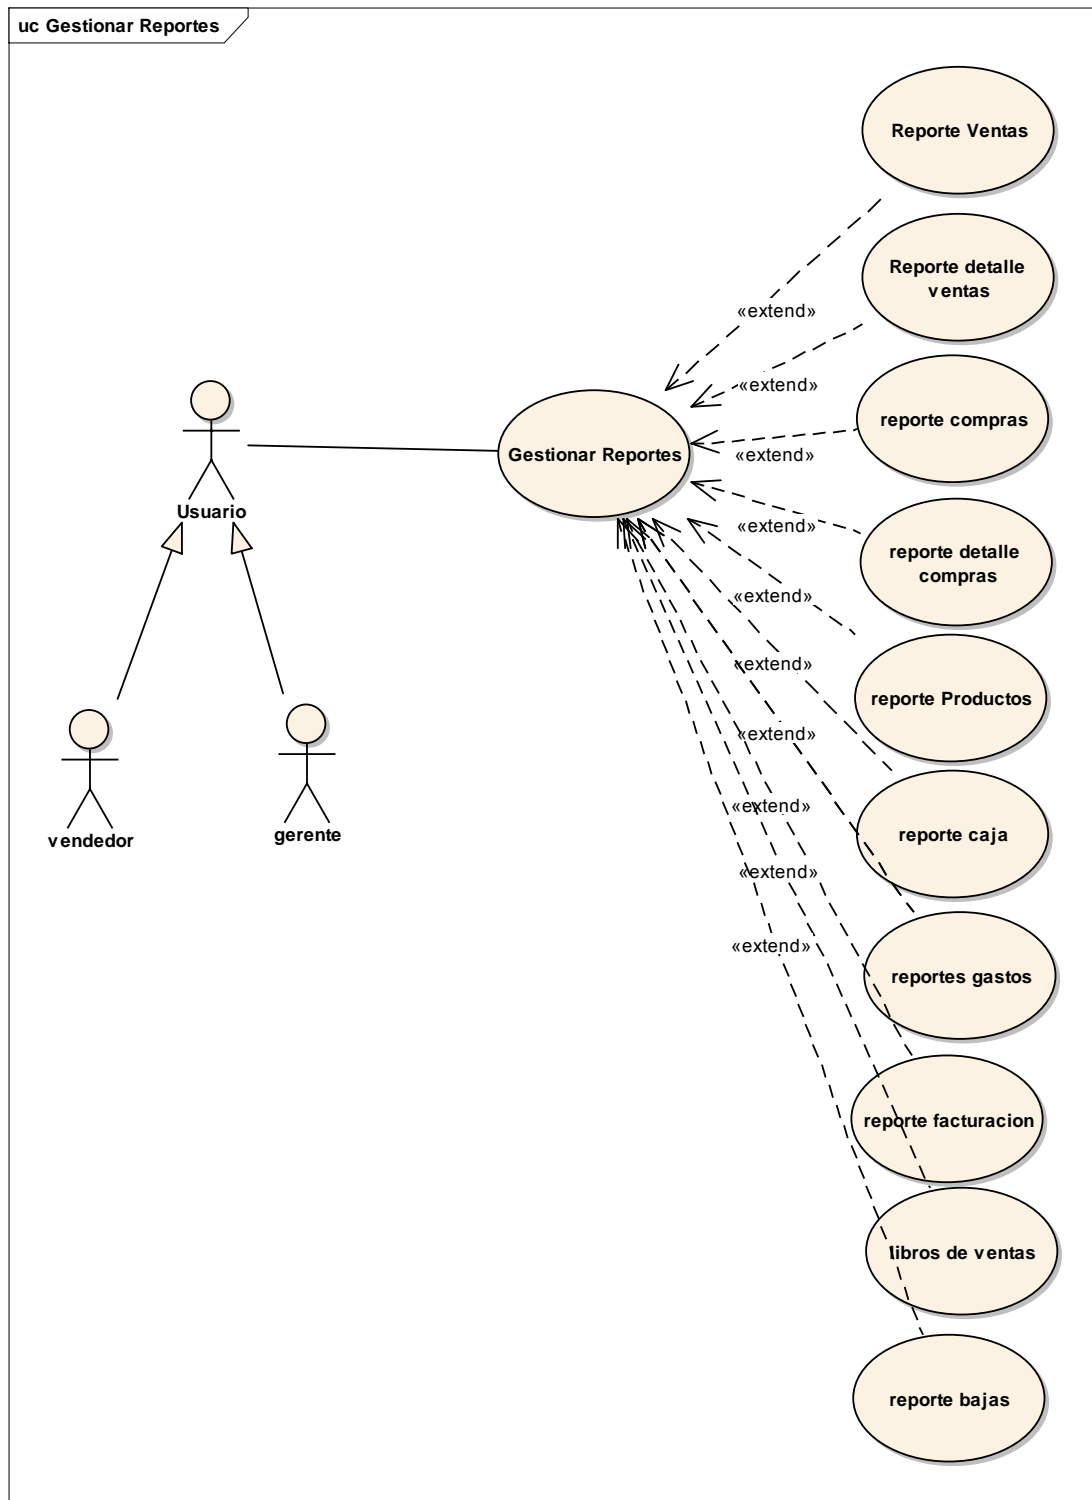 uc Gestionar Reportes
Reporte Ventas
Reporte detalle
ventas
«extend»
«extend»
reporte compras
Gestionar Reportes
«extend»
Usuario
«extend»
reporte detalle
compras
«extend»
«extend»
reporte Productos
«extend»
«extend»
vendedor
gerente
reporte caja
«extend»
«extend»
reportes gastos
reporte facturacion
libros de ventas
reporte bajas